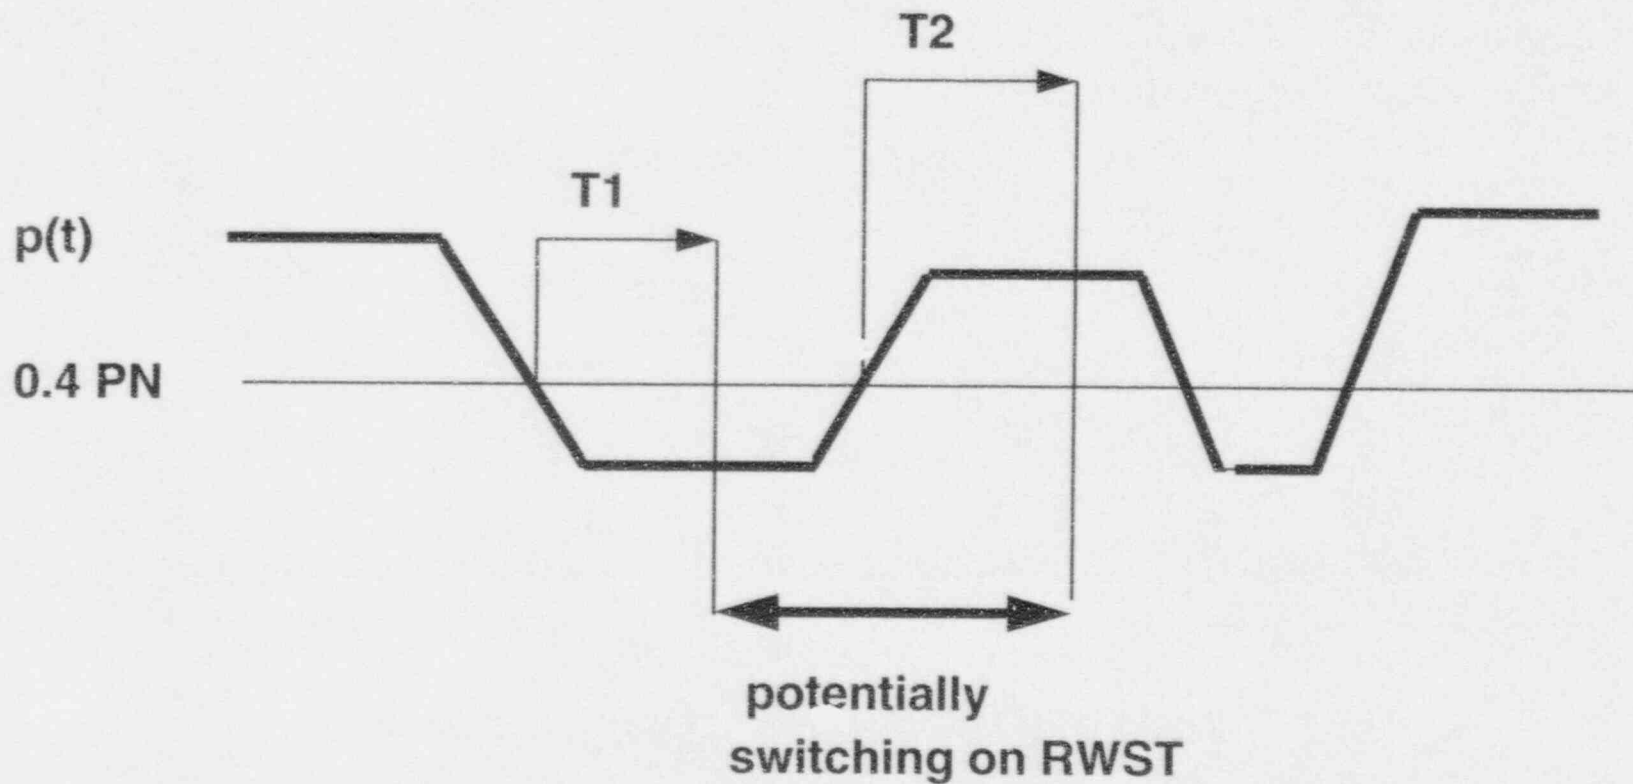 T2
T1
p(t)
0.4 PN
potentially
switching on RWST